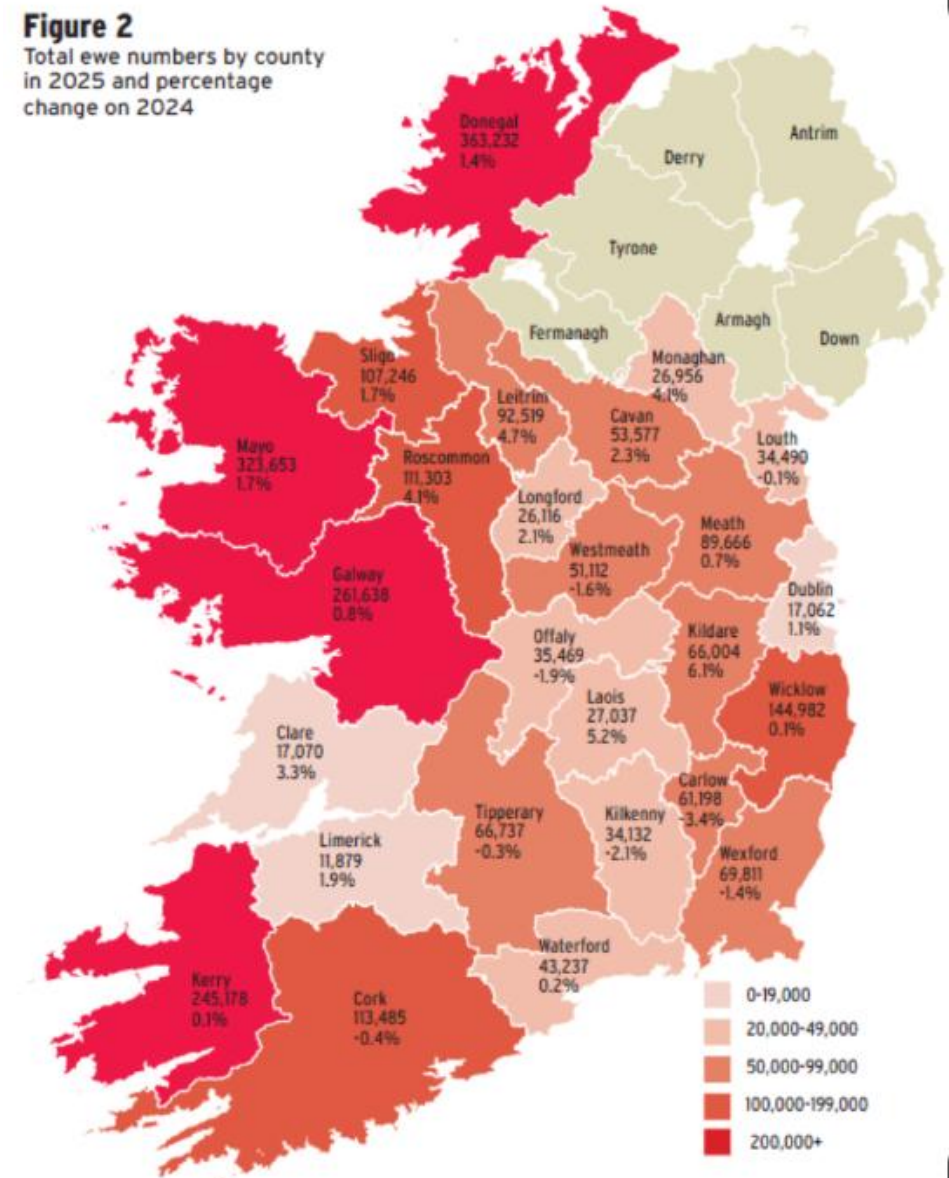 Figure 2
Total ewe numbers by county
in 2025 and percentage
change on 2024
Donegal
363,232
1.4%
Derry
Antrim
Tyrone
Fermanagh
Armagh
Down
Monaghan
26,956
4.1%
Sligo
107,246
1.7%
Leitrim
92,519
4.7%
Cavan
53,577
2.3%
Louth
34,490
-0.1%
Mayo
323,653
1.7%
Roscommon
111,303
4.1%
Longford
26,116
2.1%
Meath
89,666
0.7%
Westmeath
51,112
-1.6%
Galway
261,638
0.8%
Dublin
17,062
1.1%
Offaly
35,469
-1.9%
Kildare
66,004
6.1%
Laois
27,037
5.2%
Wicklow
144,982
0.1%
Clare
17,070
3.3%
Carlow
61,198
-3.4%
Tipperary
66,737
-0.3%
Kilkenny
34,132
-2.1%
Limerick
11,879
1.9%
Wexford
69,811
-1.4%
Waterford
43,237
0.2%
Kerry
245,178
0.1%
Cork
113,485
-0.4%
0-19,000
20,000-49,000
50,000-99,000
100,000-199,000
200,000+